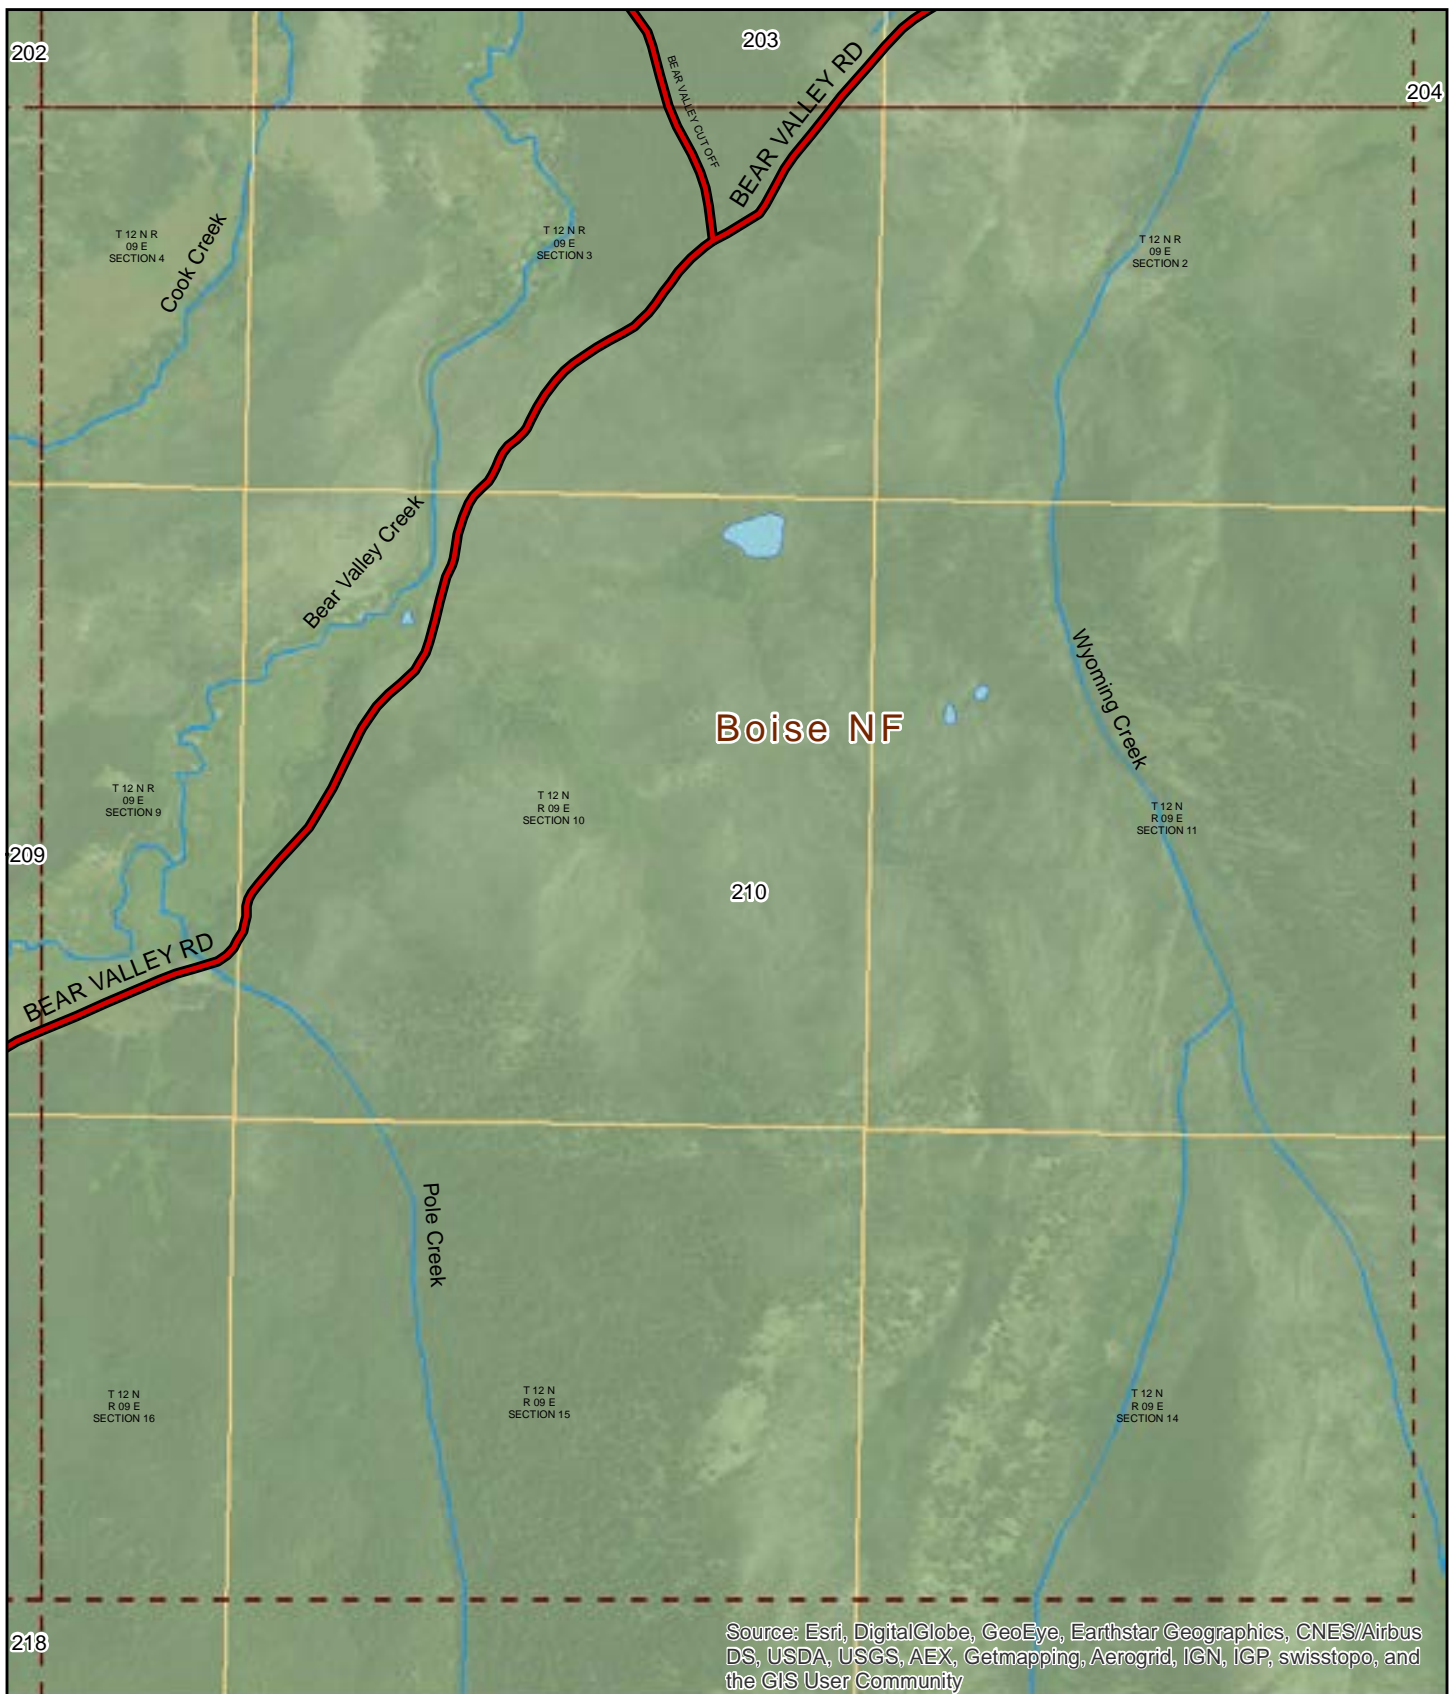 202
203
204
BEAR VALLEY CUT OFF
BEAR VALLEY RD
T 12 N R
09 E
SECTION 4
Cook Creek
T 12 N R
09 E
SECTION 3
T 12 N R
09 E
SECTION 2
Bear Valley Creek
Wyoming Creek
Boise NF
T 12 N R
09 E
SECTION 9
T 12 N
R 09 E
SECTION 10
T 12 N
R 09 E
SECTION 11
209
210
BEAR VALLEY RD
Pole Creek
T 12 N
R 09 E
SECTION 16
T 12 N
R 09 E
SECTION 15
T 12 N
R 09 E
SECTION 14
218
Source: Esri, DigitalGlobe, GeoEye, Earthstar Geographics, CNES/Airbus
DS, USDA, USGS, AEX, Getmapping, Aerogrid, IGN, IGP, swisstopo, and
the GIS User Community